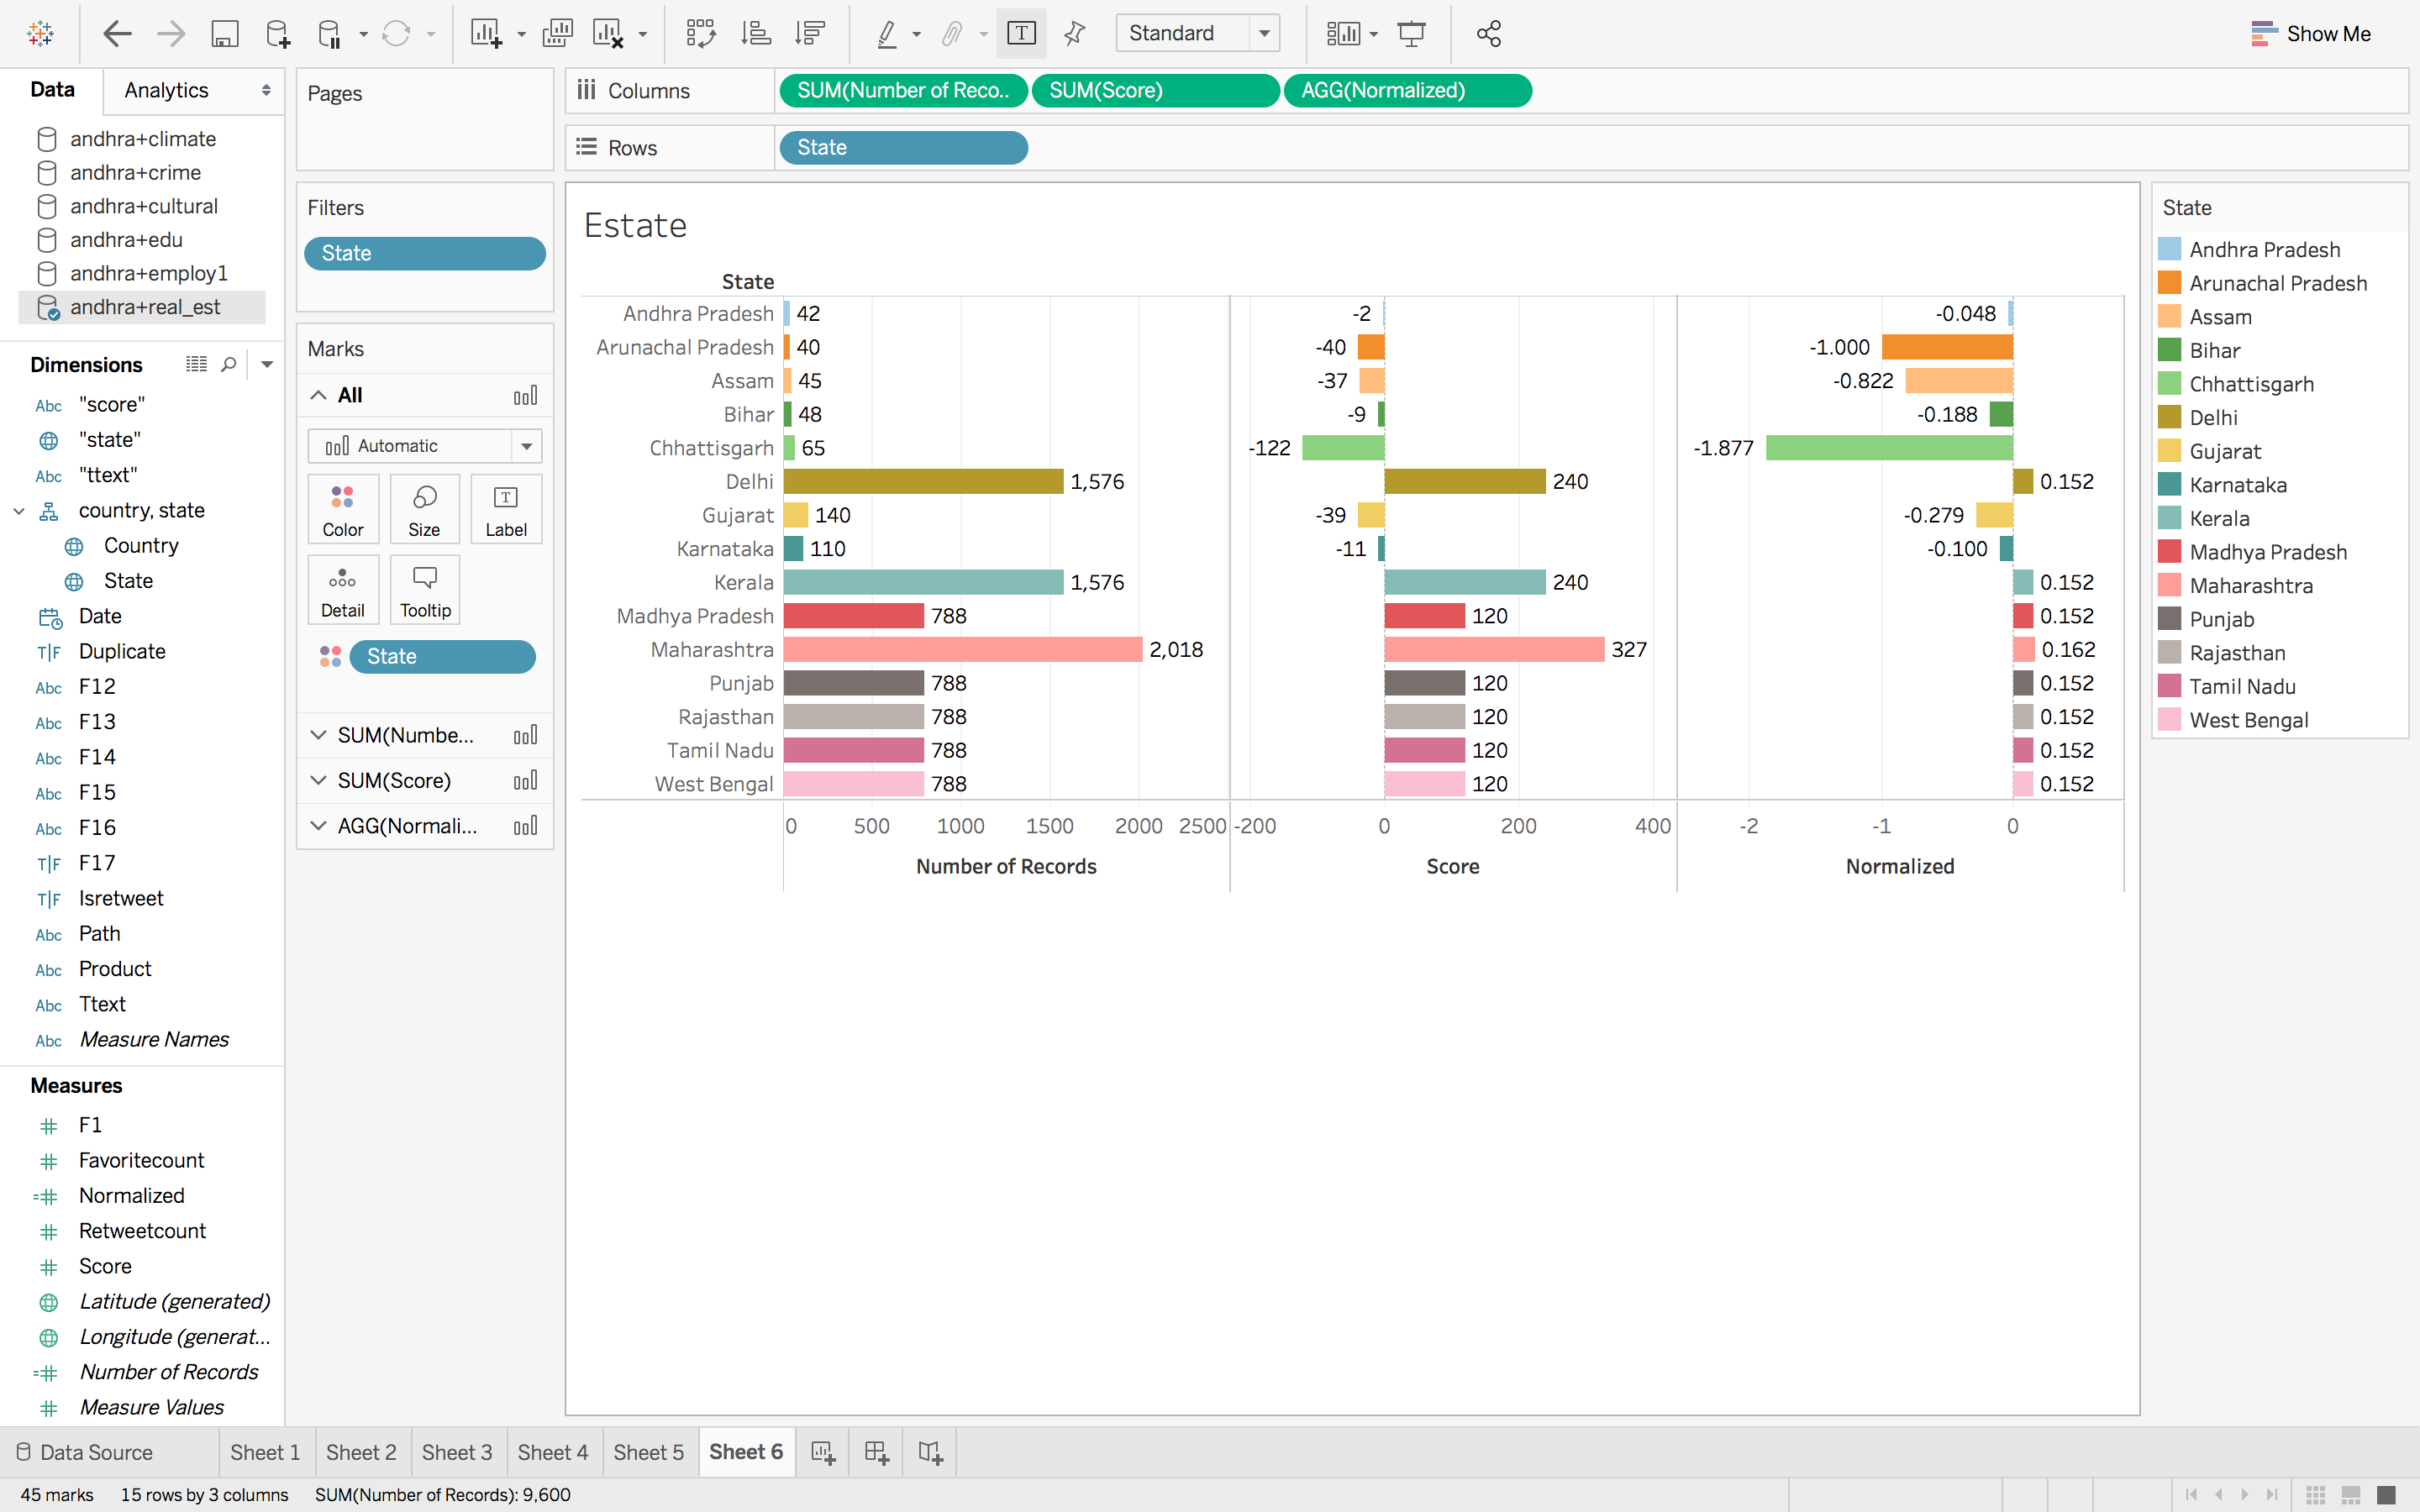 Standard
Show Me
Data
Analytics
andhra+climate
andhra+crime
andhra+cultural
andhra+edu
andhra+employ1
andhra+real_est
Dimensions
Abc "score"
"state"
Abc "ttext"
country, state
Country
State
Date
T|F Duplicate
Abc F12
Abc F13
Abc F14
Abc F15
Abc F16
T|F F17
T|F Isretweet
Abc Path
Abc Product
Abc Ttext
Abc Measure Names
Measures
# F1
# Favoritecount
=# Normalized
# Retweetcount
# Score
Latitude (generated)
Longitude (generat...
=# Number of Records
# Measure Values
Pages
Filters
State
Marks
All
Automatic
Color
Size
T
Label
Detail
Tooltip
State
SUM(Numbe...
SUM(Score)
AGG(Normali...
Columns
SUM(Number of Reco..
SUM(Score)
AGG(Normalized)
Rows
State
Estate
State
Andhra Pradesh 42 -2 -0.048
Arunachal Pradesh 40 -40 -1.000
Assam 45 -37 -0.822
Bihar 48 -9 -0.188
Chhattisgarh 65 -122 -1.877
Delhi 1,576 240 0.152
Gujarat 140 -39 -0.279
Karnataka 110 -11 -0.100
Kerala 1,576 240 0.152
Madhya Pradesh 788 120 0.152
Maharashtra 2,018 327 0.162
Punjab 788 120 0.152
Rajasthan 788 120 0.152
Tamil Nadu 788 120 0.152
West Bengal 788 120 0.152
0 500 1000 1500 2000 2500 -200 0 200 400 -2 -1 0
Number of Records Score Normalized
State
Andhra Pradesh
Arunachal Pradesh
Assam
Bihar
Chhattisgarh
Delhi
Gujarat
Karnataka
Kerala
Madhya Pradesh
Maharashtra
Punjab
Rajasthan
Tamil Nadu
West Bengal
Data Source
Sheet 1
Sheet 2
Sheet 3
Sheet 4
Sheet 5
Sheet 6
45 marks
15 rows by 3 columns
SUM(Number of Records): 9,600